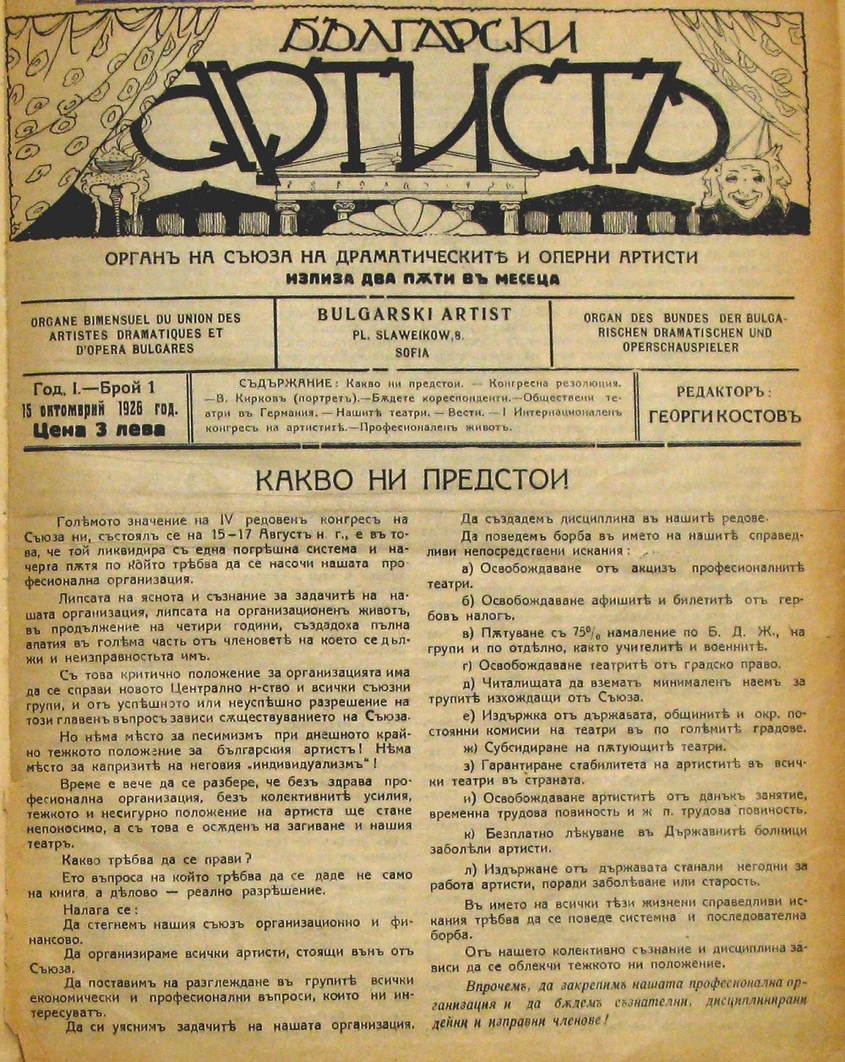 БЪЛГАРСКИ
АРТИСТЪ
ОРГАНЪ НА СЪЮЗА НА ДРАМАТИЧЕСКИТѢ И ОПЕРНИ АРТИСТИ
ИЗЛИЗА ДВА ПѪТИ ВЪ МЕСЕЦА
ORGANE BIMENSUEL DU UNION DES
ARTISTES DRAMATIQUES ET
D'OPERA BULGARES
BULGARSKI ARTIST
PL. SLAWEIKOW, 8.
SOFIA
ORGAN DES BUNDES DER BULGA-
RISCHEN DRAMATISCHEN UND
OPERSCHAUSPIELER
Год. I.—Брой 1
15 октомврий 1926 год.
Цена 3 лева
СЪДЪРЖАНИЕ: Какво ни предстои. — Конгресна резолюция.
—В. Кирковъ (портретъ).—Бѫдете кореспонденти.—Обществени те-
атри въ Германия. — Нашитѣ театри. — Вести. — I Интернационаленъ
конгресъ на артиститѣ.—Професионаленъ животъ.
РЕДАКТОРЪ:
ГЕОРГИ КОСТОВЪ
КАКВО НИ ПРЕДСТОИ!
Голѣмото значение на IV редовенъ конгресъ на
Съюза ни, състоялъ се на 15—17 Августъ н. г., е въ то-
ва, че той ликвидира съ една погрѣшна система и на-
черта пѫтя по който трѣбва да се насочи нашата про-
фесионална организация.
Липсата на яснота и съзнание за задачитѣ на на-
шата организация, липсата на организационенъ животъ,
въ продължение на четири години, създадоха пълна
апатия въ голѣма часть отъ членоветѣ на което се дъл-
жи и неизправностьта имъ.
Съ това критично положение за организацията има
да се справи новото Централно н-ство и всички съюзни
групи, и отъ успѣшното или неуспѣшно разрешение на
този главенъ въпросъ зависи сѫществуванието на Съюза.
Но нѣма мѣсто за песимизмъ при днешното край-
но тежкото положение за българския артистъ! Нѣма
мѣсто за капризитѣ на неговия „индивидуализмъ“!
Време е вече да се разбере, че безъ здрава про-
фесионална организация, безъ колективнитѣ усилия,
тежкото и несигурно положение на артиста ще стане
непоносимо, а съ това е осѫденъ на загиване и нашия
театръ.
Какво трѣбва да се прави?
Ето въпроса на който трѣбва да се даде не само
на книга, а дѣлово — реално разрѣшение.
Налага се:
Да стегнемъ нашия съюзъ организационно и фи-
нансово.
Да организираме всички артисти, стоящи вънъ отъ
Съюза.
Да поставимъ на разглеждане въ групитѣ всички
економически и професионални въпроси, които ни ин-
тересуватъ.
Да си уяснимъ задачитѣ на нашата организация.
Да създадемъ дисциплина въ нашитѣ редове.
Да поведемъ борба въ името на нашитѣ справед-
ливи непосредствени искания:
а) Освобождаване отъ акцизъ професионалнитѣ
театри.
б) Освобождаване афишитѣ и билетитѣ отъ гер-
бовъ налогъ.
в) Пѫтуване съ 75% намаление по Б. Д. Ж., на
групи и по отдѣлно, както учителитѣ и военнитѣ.
г) Освобождаване театритѣ отъ градско право.
д) Читалищата да взематъ минималенъ наемъ за
трупитѣ изхождащи отъ Съюза.
е) Издържка отъ държавата, общинитѣ и окр. по-
стоянни комисии на театри въ по голѣмитѣ градове.
ж) Субсидиране на пѫтующитѣ театри.
з) Гарантиране стабилитета на артиститѣ въ всич-
ки театри въ страната.
и) Освобождаване артиститѣ отъ данъкъ занятие,
временна трудова повиность и ж п. трудова повиность.
к) Безплатно лѣкуване въ Държавнитѣ болници
заболѣли артисти.
л) Издържане отъ държавата станали негодни за
работа артисти, поради заболѣване или старость.
Въ името на всички тѣзи жизнени справедливи ис-
кания трѣбва да се поведе системна и последователна
борба.
Отъ нашето колективно съзнание и дисциплина за-
виси да се облекчи тежкото ни положение.
Впрочемъ, да закрепимъ нашата професионална ор-
ганизация и да бѫдемъ съзнателни, дисциплинирани
дейни и изправни членове!